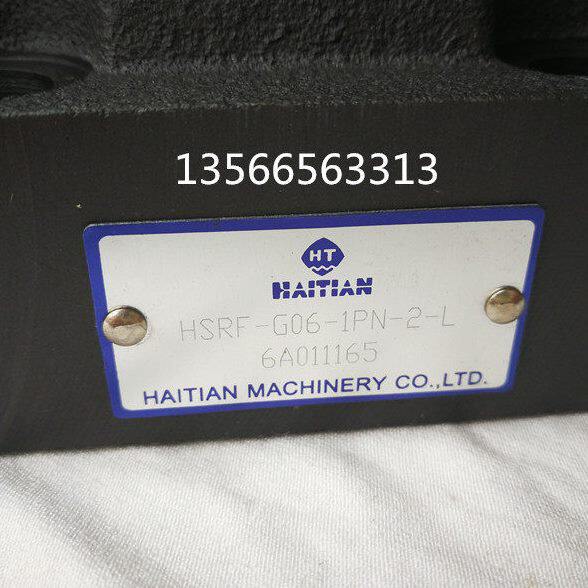 13566563313
HT
HAITIAN
HSRF-G06-1PN-2-L
6A011165
HAITIAN MACHINERY CO.,LTD.